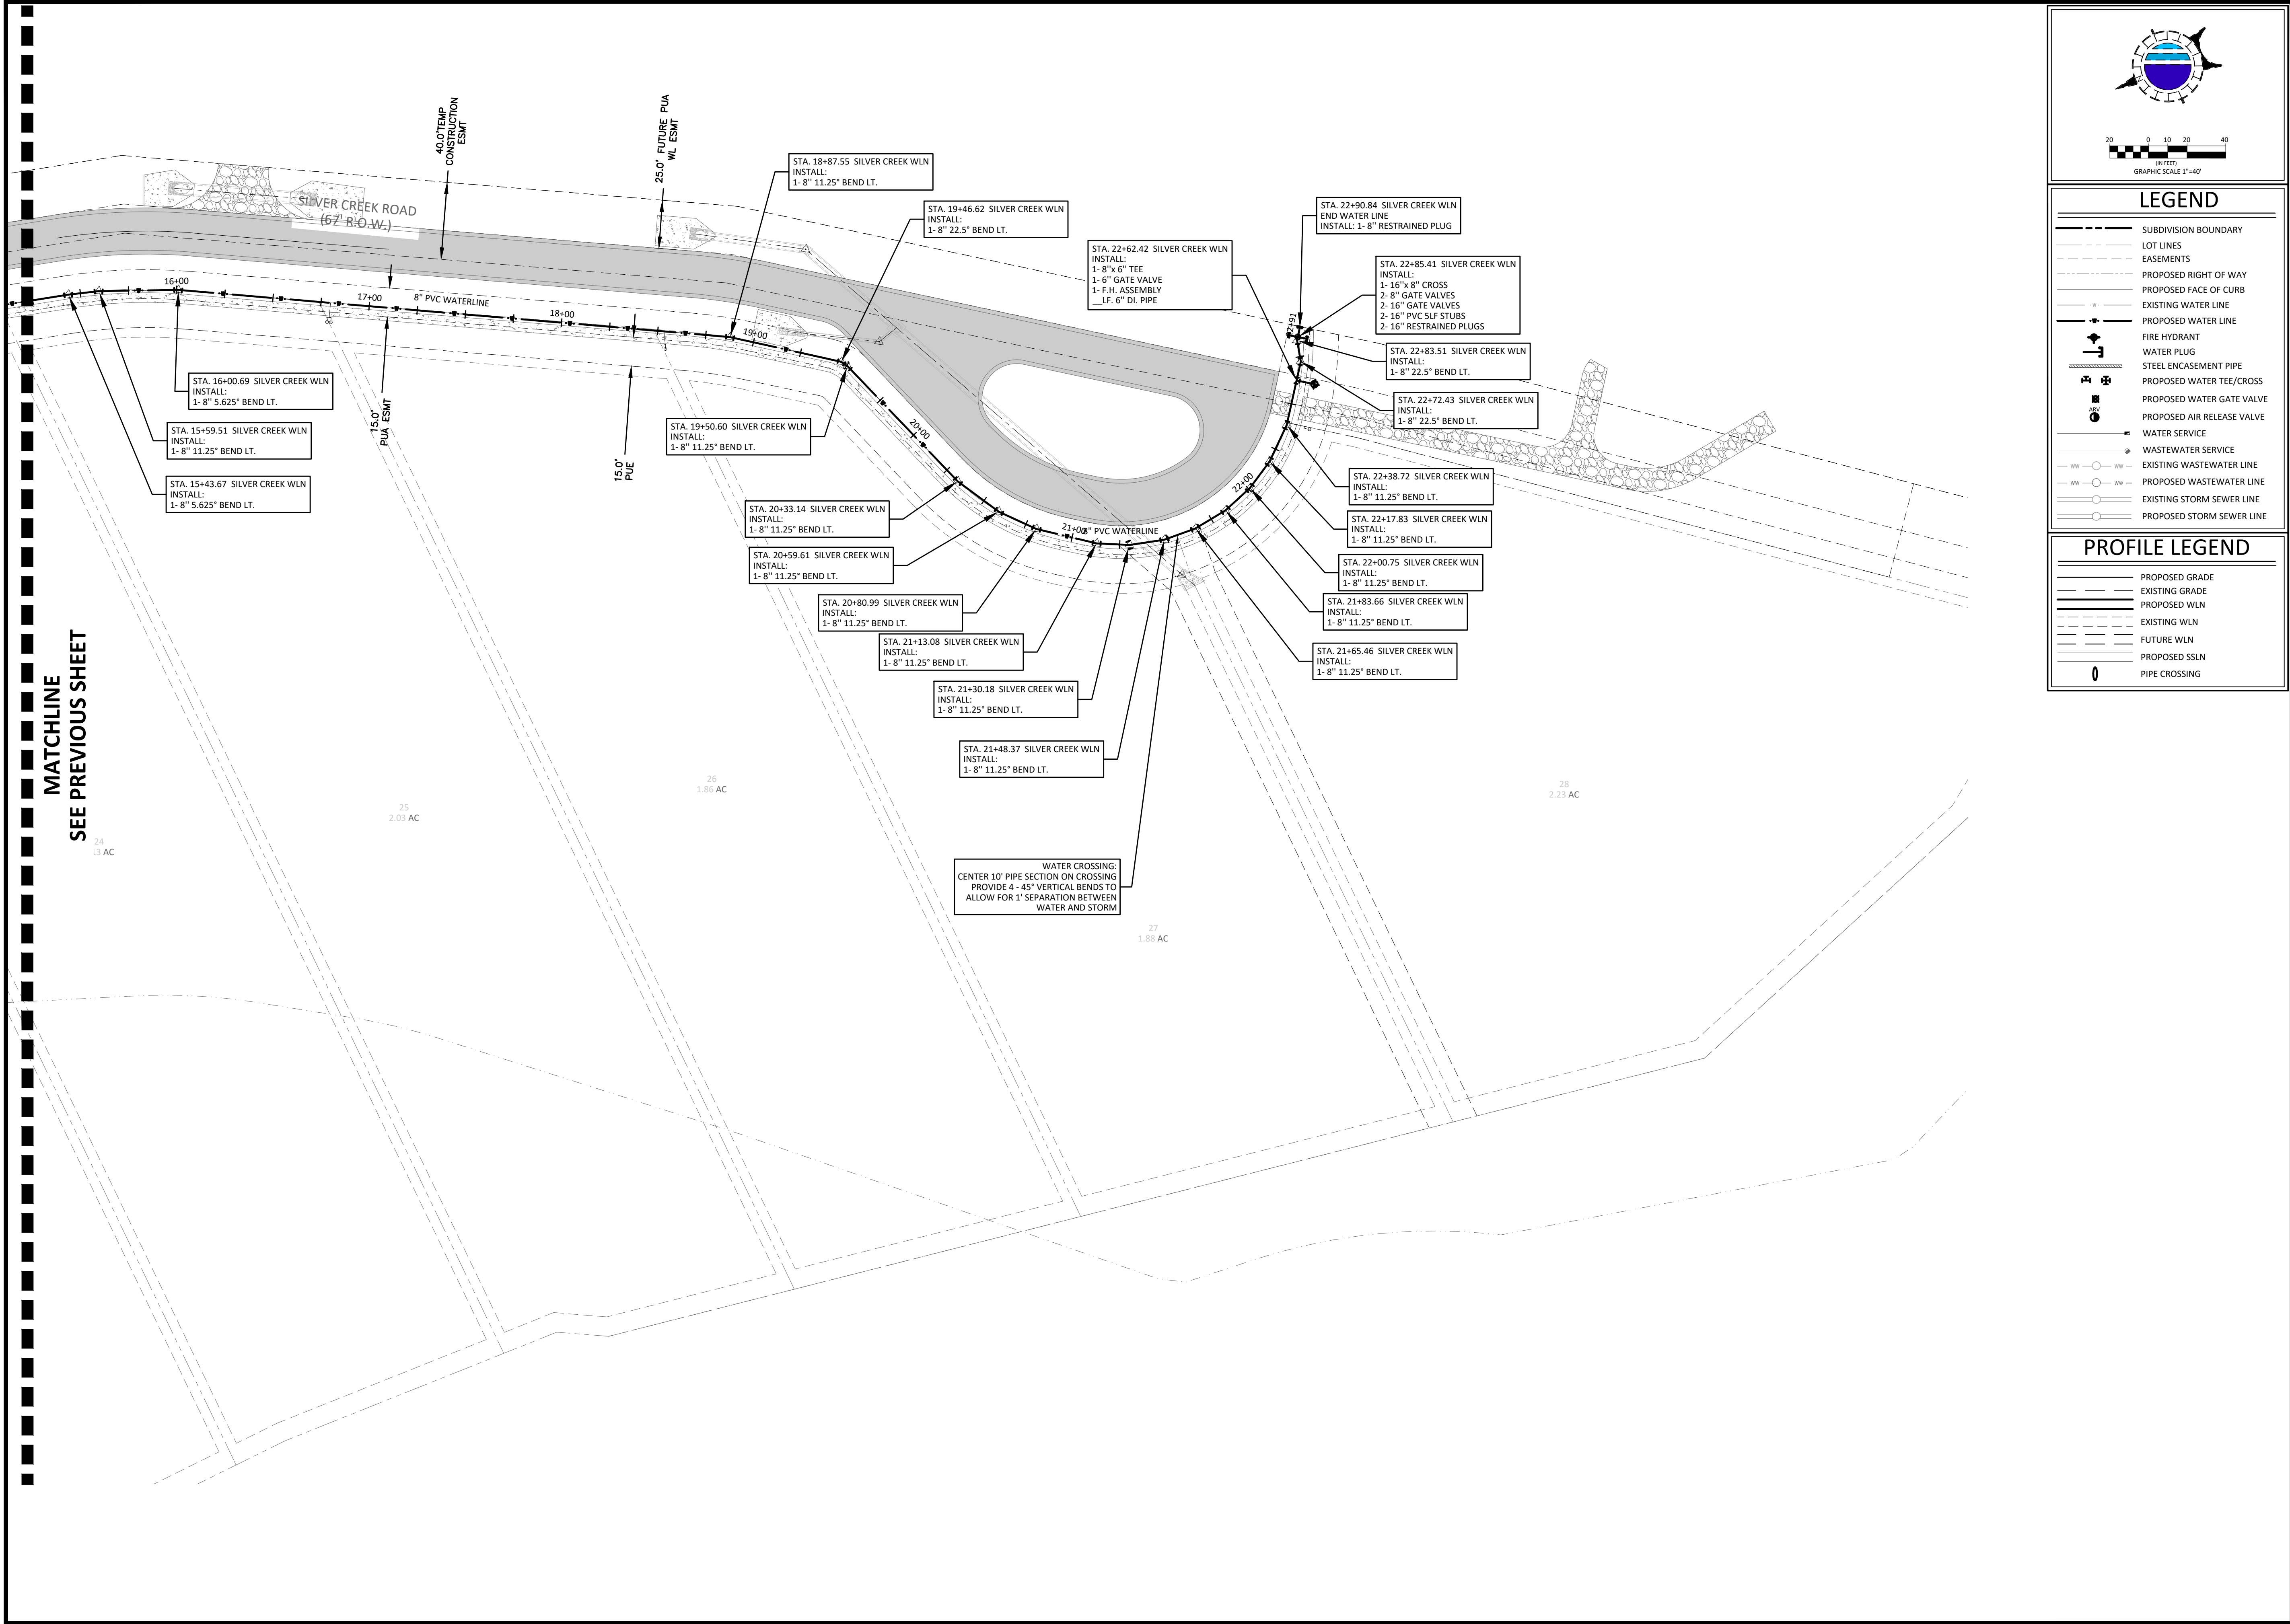 40.0'TEMP
CONSTRUCTION
ESMT
25.0' FUTURE PUA
WL ESMT
SILVER CREEK ROAD
(67' R.O.W.)
STA. 18+87.55 SILVER CREEK WLN
INSTALL:
1- 8" 11.25° BEND LT.
STA. 19+46.62 SILVER CREEK WLN
INSTALL:
1- 8" 22.5° BEND LT.
STA. 22+62.42 SILVER CREEK WLN
INSTALL:
1- 8"x 6" TEE
1- 6" GATE VALVE
1- F.H. ASSEMBLY
__LF. 6" DI. PIPE
STA. 22+90.84 SILVER CREEK WLN
END WATER LINE
INSTALL: 1- 8" RESTRAINED PLUG
STA. 22+85.41 SILVER CREEK WLN
INSTALL:
1- 16"x 8" CROSS
2- 8" GATE VALVES
2- 16" GATE VALVES
2- 16" PVC 5LF STUBS
2- 16" RESTRAINED PLUGS
STA. 22+83.51 SILVER CREEK WLN
INSTALL:
1- 8" 22.5° BEND LT.
STA. 22+72.43 SILVER CREEK WLN
INSTALL:
1- 8" 22.5° BEND LT.
16+00
17+00
8" PVC WATERLINE
18+00
19+00
20+00
21+00
8" PVC WATERLINE
22+00
22+91
STA. 16+00.69 SILVER CREEK WLN
INSTALL:
1- 8" 5.625° BEND LT.
STA. 15+59.51 SILVER CREEK WLN
INSTALL:
1- 8" 11.25° BEND LT.
STA. 15+43.67 SILVER CREEK WLN
INSTALL:
1- 8" 5.625° BEND LT.
15.0'
PUA ESMT
15.0'
PUE
STA. 19+50.60 SILVER CREEK WLN
INSTALL:
1- 8" 11.25° BEND LT.
STA. 20+33.14 SILVER CREEK WLN
INSTALL:
1- 8" 11.25° BEND LT.
STA. 20+59.61 SILVER CREEK WLN
INSTALL:
1- 8" 11.25° BEND LT.
STA. 20+80.99 SILVER CREEK WLN
INSTALL:
1- 8" 11.25° BEND LT.
STA. 21+13.08 SILVER CREEK WLN
INSTALL:
1- 8" 11.25° BEND LT.
STA. 21+30.18 SILVER CREEK WLN
INSTALL:
1- 8" 11.25° BEND LT.
STA. 21+48.37 SILVER CREEK WLN
INSTALL:
1- 8" 11.25° BEND LT.
STA. 22+38.72 SILVER CREEK WLN
INSTALL:
1- 8" 11.25° BEND LT.
STA. 22+17.83 SILVER CREEK WLN
INSTALL:
1- 8" 11.25° BEND LT.
STA. 22+00.75 SILVER CREEK WLN
INSTALL:
1- 8" 11.25° BEND LT.
STA. 21+83.66 SILVER CREEK WLN
INSTALL:
1- 8" 11.25° BEND LT.
STA. 21+65.46 SILVER CREEK WLN
INSTALL:
1- 8" 11.25° BEND LT.
WATER CROSSING:
CENTER 10' PIPE SECTION ON CROSSING
PROVIDE 4 - 45° VERTICAL BENDS TO
ALLOW FOR 1' SEPARATION BETWEEN
WATER AND STORM
MATCHLINE
SEE PREVIOUS SHEET
24
AC
25
2.03 AC
26
1.86 AC
27
1.88 AC
28
2.23 AC
20 0 10 20 40
(IN FEET)
GRAPHIC SCALE 1"=40'
LEGEND
SUBDIVISION BOUNDARY
LOT LINES
EASEMENTS
PROPOSED RIGHT OF WAY
PROPOSED FACE OF CURB
W EXISTING WATER LINE
PROPOSED WATER LINE
FIRE HYDRANT
WATER PLUG
STEEL ENCASEMENT PIPE
PROPOSED WATER TEE/CROSS
PROPOSED WATER GATE VALVE
ARV
PROPOSED AIR RELEASE VALVE
WATER SERVICE
WASTEWATER SERVICE
WW WW EXISTING WASTEWATER LINE
WW WW PROPOSED WASTEWATER LINE
EXISTING STORM SEWER LINE
PROPOSED STORM SEWER LINE
PROFILE LEGEND
PROPOSED GRADE
EXISTING GRADE
PROPOSED WLN
EXISTING WLN
FUTURE WLN
PROPOSED SSLN
PIPE CROSSING